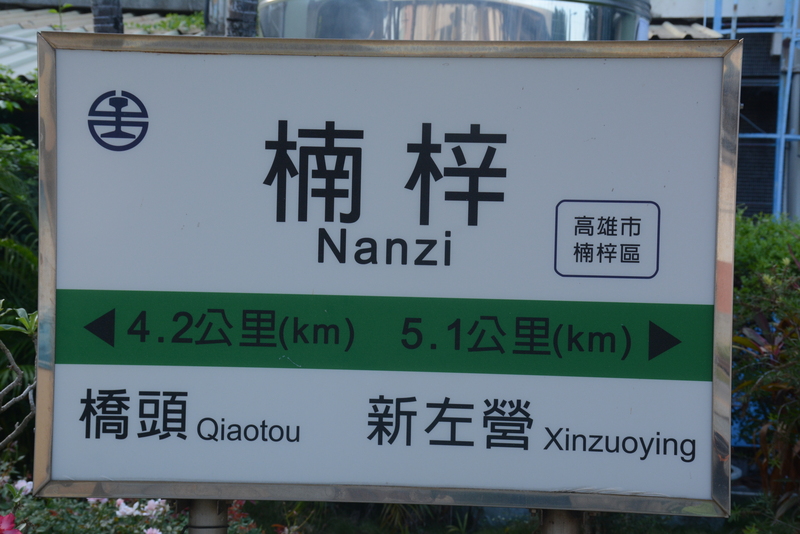 楠梓
Nanzi
高雄市
楠梓區
4.2公里(km) 5.1公里(km)
橋頭 Qiaotou 新左營 Xinzuoying